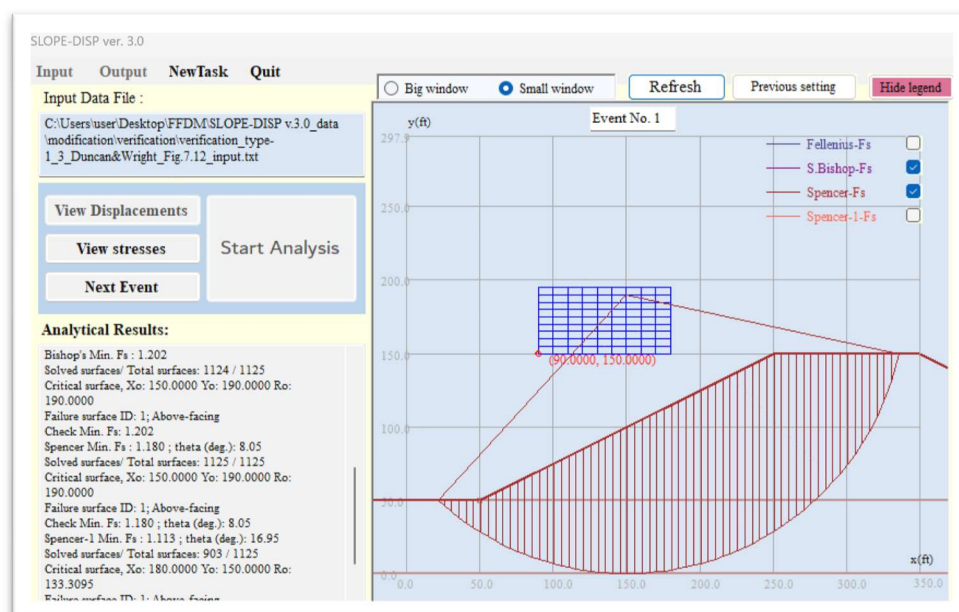 SLOPE-DISP ver. 3.0
Input Output NewTask Quit
Input Data File :
C:\Users\user\Desktop\FFDM\SLOPE-DISP v.3.0_data
\modification\verification\verification_type-
1_3_Duncan&Wright_Fig.7.12_input.txt
View Displacements
View stresses
Next Event
Start Analysis
Analytical Results:
Bishop's Min. Fs : 1.202
Solved surfaces/ Total surfaces: 1124 / 1125
Critical surface, Xo: 150.0000 Yo: 190.0000 Ro:
190.0000
Failure surface ID: 1; Above-facing
Check Min. Fs: 1.202
Spencer Min. Fs : 1.180 ; theta (deg.): 8.05
Solved surfaces/ Total surfaces: 1125 / 1125
Critical surface, Xo: 150.0000 Yo: 190.0000 Ro:
190.0000
Failure surface ID: 1; Above-facing
Check Min. Fs: 1.180 ; theta (deg.): 8.05
Spencer-1 Min. Fs : 1.113 ; theta (deg.): 16.95
Solved surfaces/ Total surfaces: 903 / 1125
Critical surface, Xo: 180.0000 Yo: 150.0000 Ro:
133.3095
Failure surface ID: 1; Above-facing
Big window Small window Refresh Previous setting Hide legend
y(ft)
Event No. 1
297.9
Fellenius-Fs
S.Bishop-Fs
Spencer-Fs
Spencer-1-Fs
250.0
200.0
150.0
(90.0000, 150.0000)
100.0
50.0
x(ft)
0.0
0.0 50.0 100.0 150.0 200.0 250.0 300.0 350.0